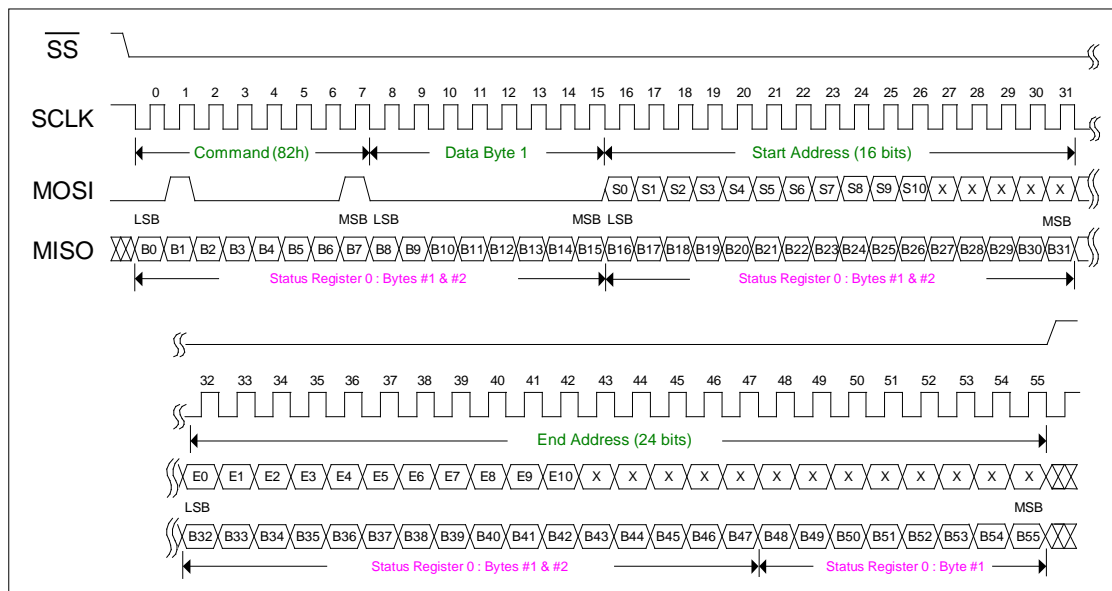 SS
0 1 2 3 4 5 6 7 8 9 10 11 12 13 14 15 16 17 18 19 20 21 22 23 24 25 26 27 28 29 30 31
SCLK
Command (82h) Data Byte 1 Start Address (16 bits)
MOSI S0 S1 S2 S3 S4 S5 S6 S7 S8 S9 S10 X X X X X
LSB MSB LSB MSB LSB MSB
MISO B0 B1 B2 B3 B4 B5 B6 B7 B8 B9 B10 B11 B12 B13 B14 B15 B16 B17 B18 B19 B20 B21 B22 B23 B24 B25 B26 B27 B28 B29 B30 B31
Status Register 0 : Bytes #1 & #2 Status Register 0 : Bytes #1 & #2
32 33 34 35 36 37 38 39 40 41 42 43 44 45 46 47 48 49 50 51 52 53 54 55
End Address (24 bits)
E0 E1 E2 E3 E4 E5 E6 E7 E8 E9 E10 X X X X X X X X X X X X X
LSB MSB
B32 B33 B34 B35 B36 B37 B38 B39 B40 B41 B42 B43 B44 B45 B46 B47 B48 B49 B50 B51 B52 B53 B54 B55
Status Register 0 : Bytes #1 & #2 Status Register 0 : Byte #1